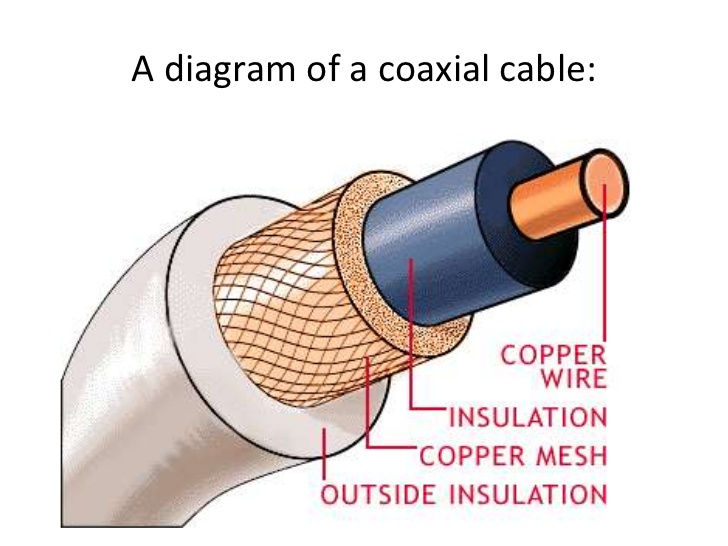 A diagram of a coaxial cable:
COPPER
WIRE
INSULATION
COPPER MESH
OUTSIDE INSULATION